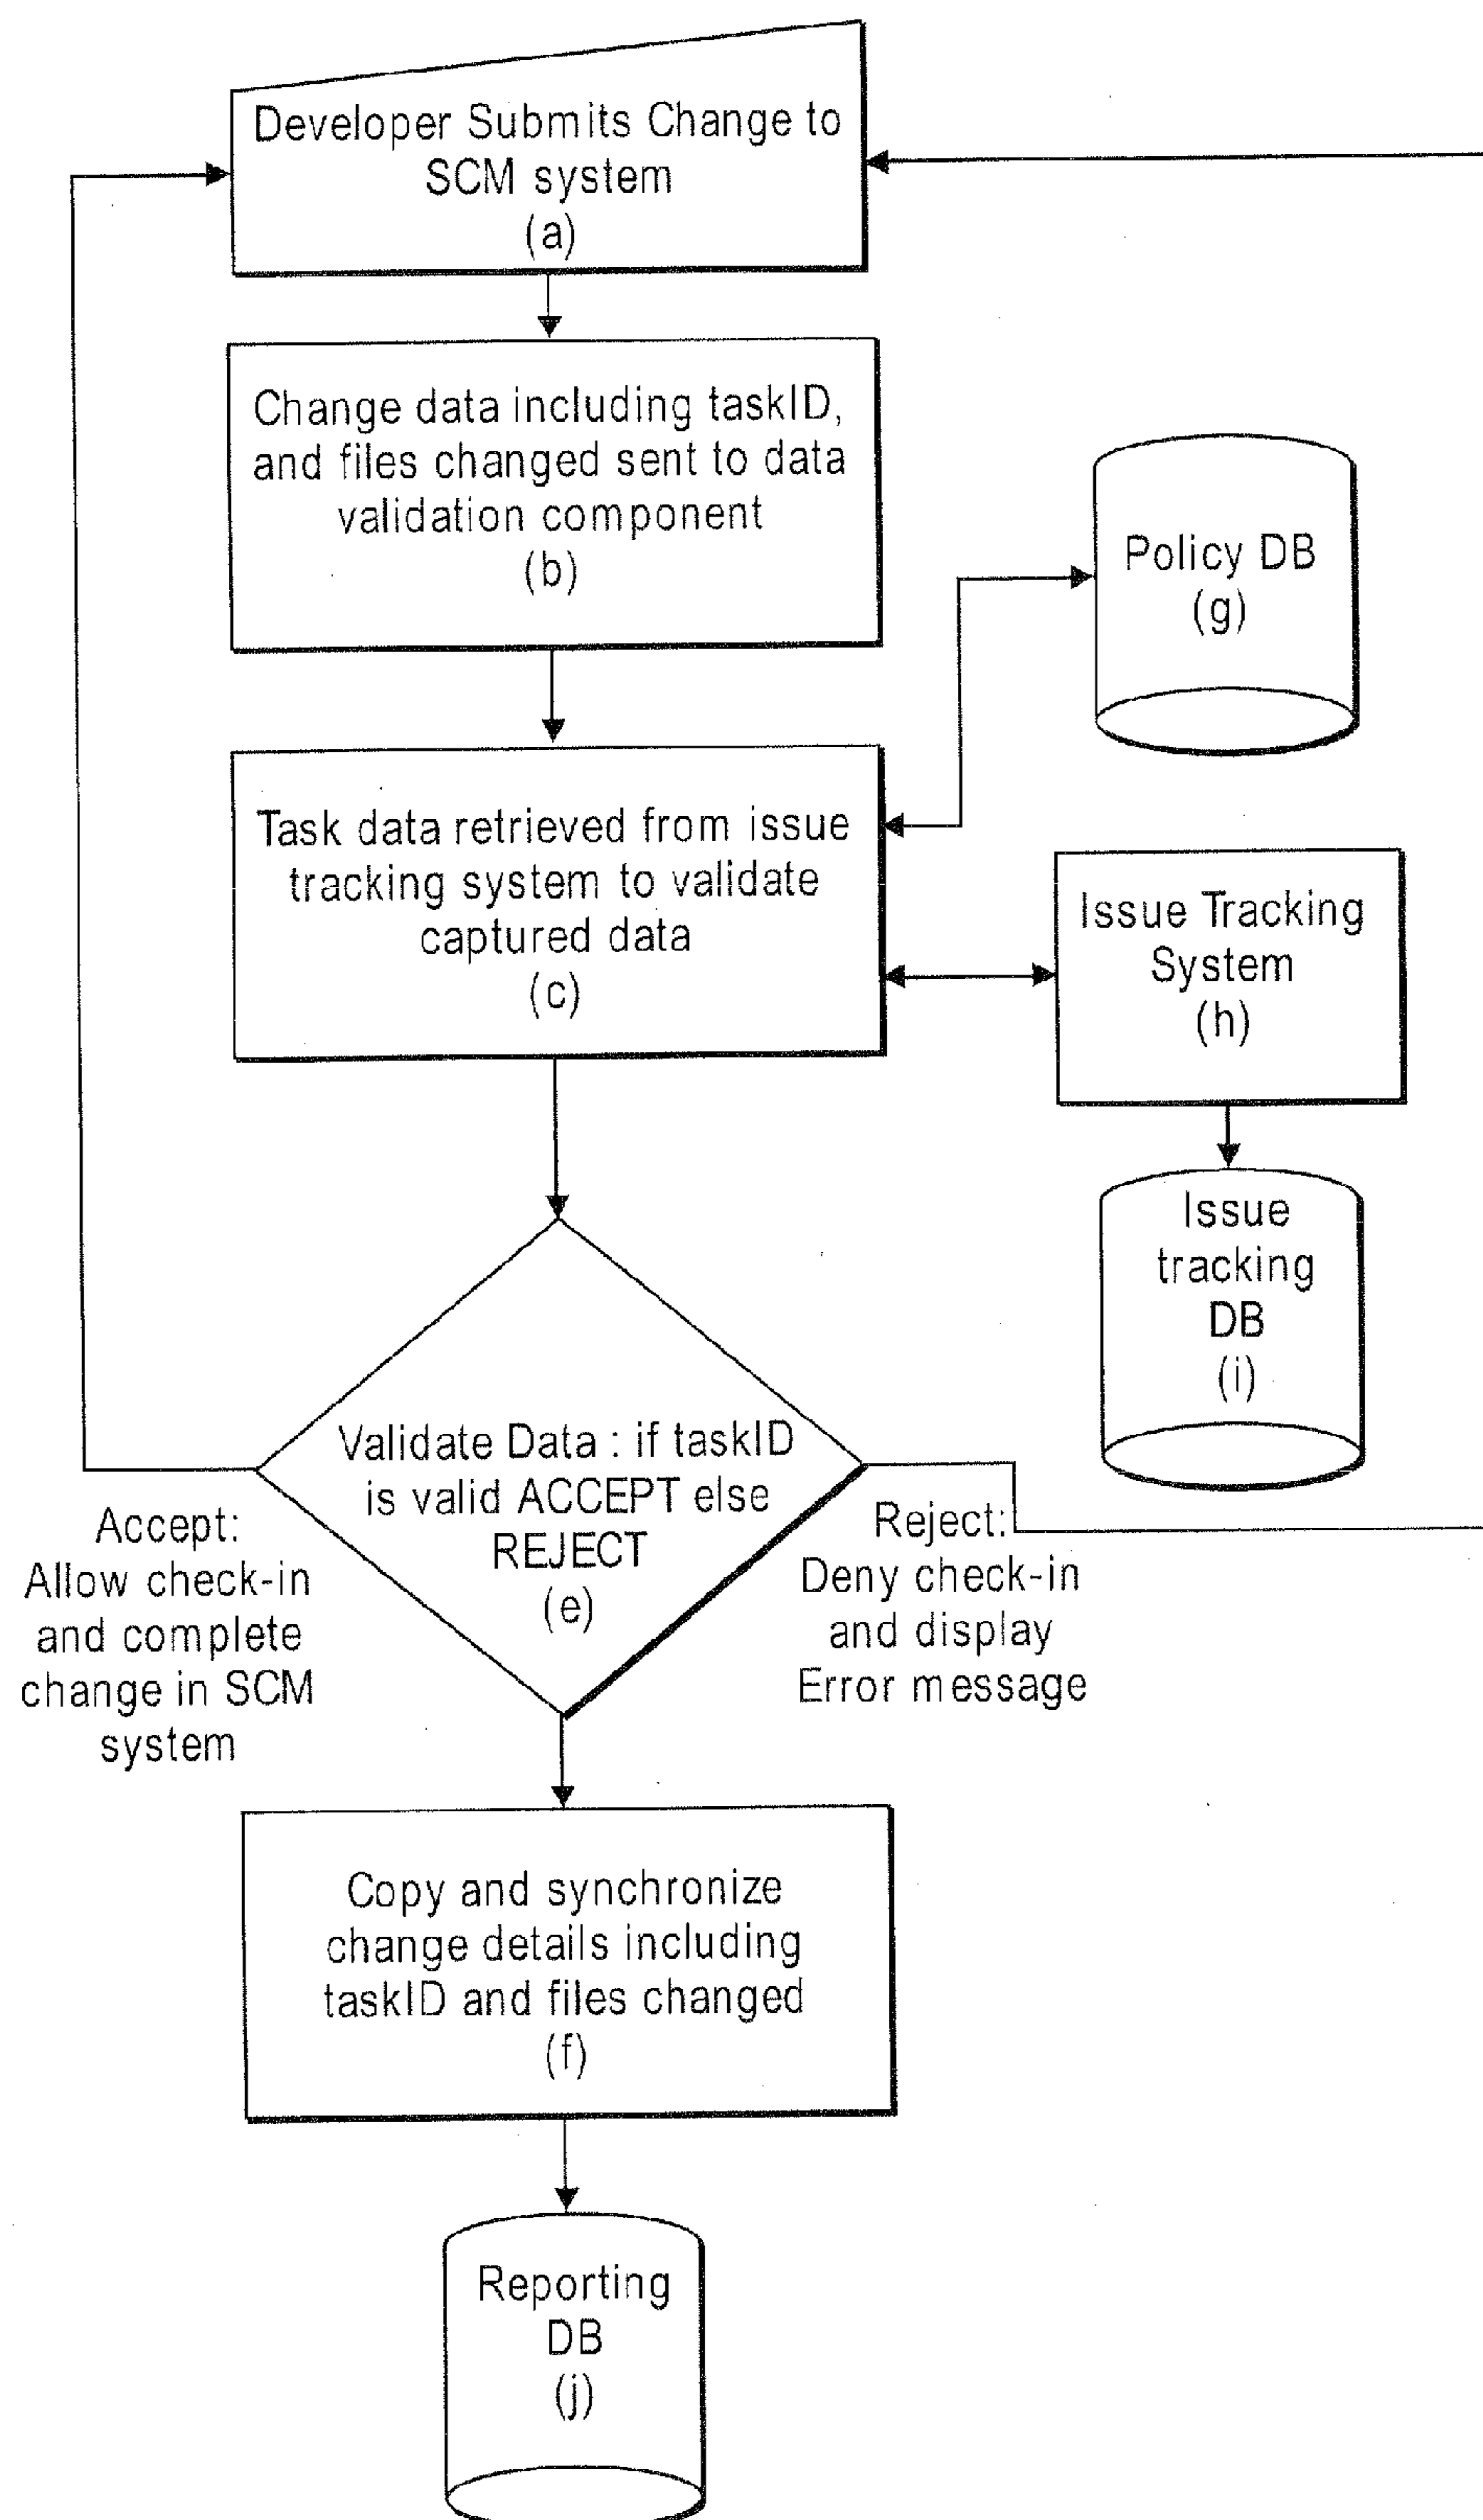 Developer Submits Change to
SCM system
(a)
Change data including taskID,
and files changed sent to data
validation component
(b)
Policy DB
(g)
Task data retrieved from issue
tracking system to validate
captured data
(c)
Issue Tracking
System
(h)
Issue
tracking
DB
(i)
Validate Data : if taskID
is valid ACCEPT else
REJECT
(e)
Accept:
Allow check-in
and complete
change in SCM
system
Reject:
Deny check-in
and display
Error message
Copy and synchronize
change details including
taskID and files changed
(f)
Reporting
DB
(j)